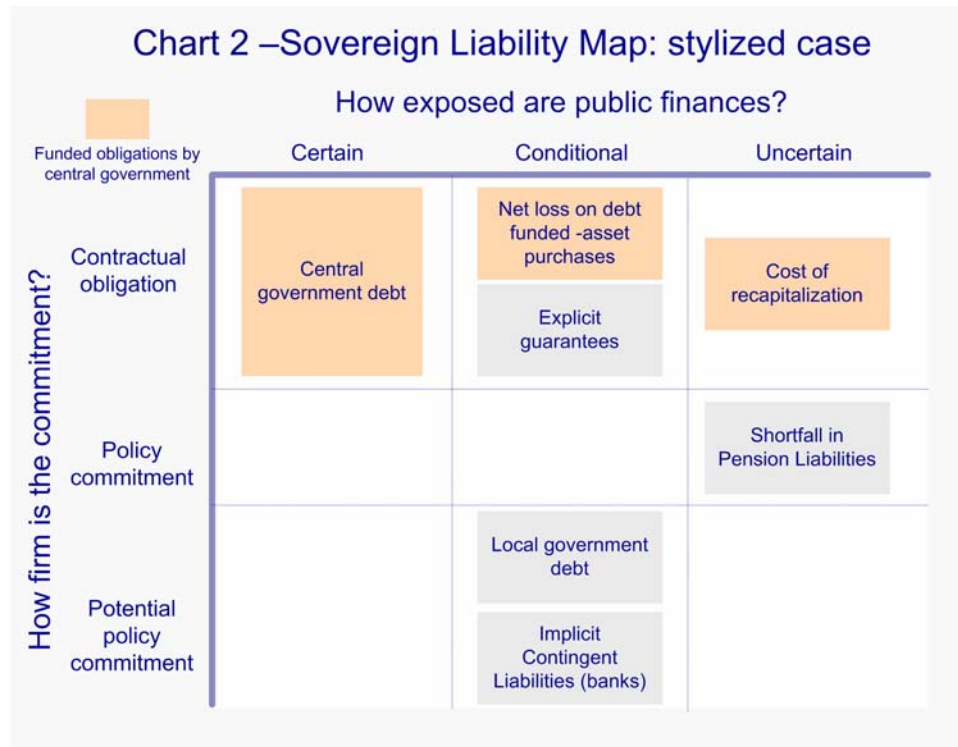 Chart 2 –Sovereign Liability Map: stylized case
How exposed are public finances?
Funded obligations by
central government
Certain
Conditional
Uncertain
How firm is the commitment?
Contractual
obligation
Central
government debt
Net loss on debt
funded -asset
purchases
Explicit
guarantees
Cost of
recapitalization
Policy
commitment
Shortfall in
Pension Liabilities
Potential
policy
commitment
Local government
debt
Implicit
Contingent
Liabilities (banks)